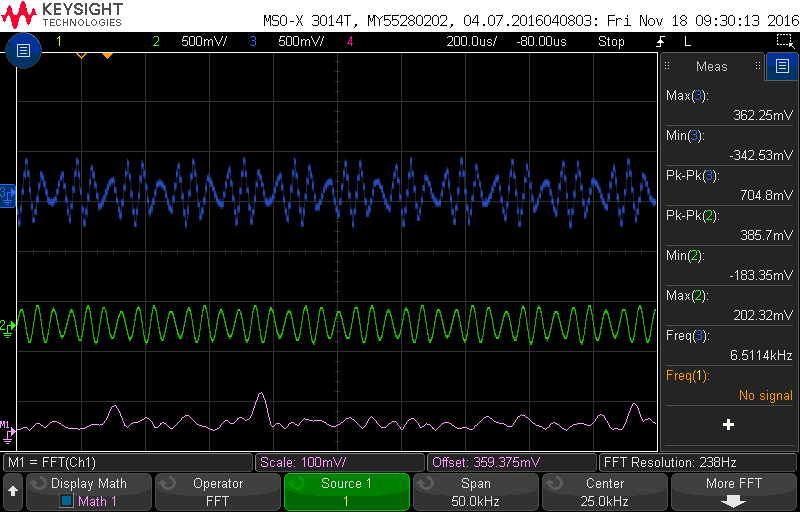 KEYSIGHT
TECHNOLOGIES
MSO-X 3014T, MY55280202, 04.07.2016040803: Fri Nov 18 09:30:13 2016
1 2 500mV/ 3 500mV/ 4 200.0us/ -80.00us Stop L
Meas
Max(3):
362.25mV
Min(3):
-342.53mV
Pk-Pk(3):
704.8mV
Pk-Pk(2):
385.7mV
Min(2):
-183.35mV
Max(2):
202.32mV
Freq(3):
6.5114kHz
Freq(1):
No signal
3
2
M1
M1 = FFT(Ch1) Scale: 100mV/ Offset: 359.375mV FFT Resolution: 238Hz
Display Math Operator Source 1 Span Center More FFT
Math 1 FFT 1 50.0kHz 25.0kHz